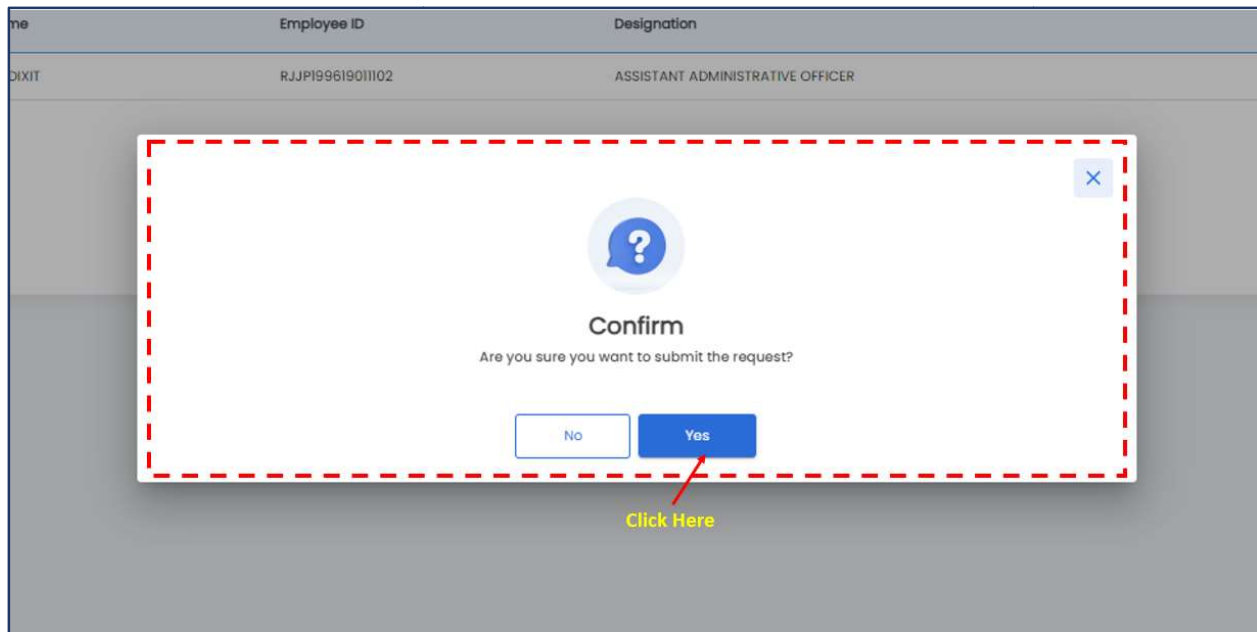 me Employee ID Designation
DIXIT RJJP199619011102 ASSISTANT ADMINISTRATIVE OFFICER
?
Confirm
Are you sure you want to submit the request?
No Yes
Click Here